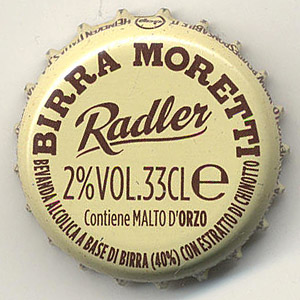 BIRRA MORETTI
Radler
2%VOL.33CL℮
Contiene MALTO D'ORZO
BEVANDA ALCOLICA A BASE DI BIRRA (40%) CON ESTRATTO DI CHINOTTO